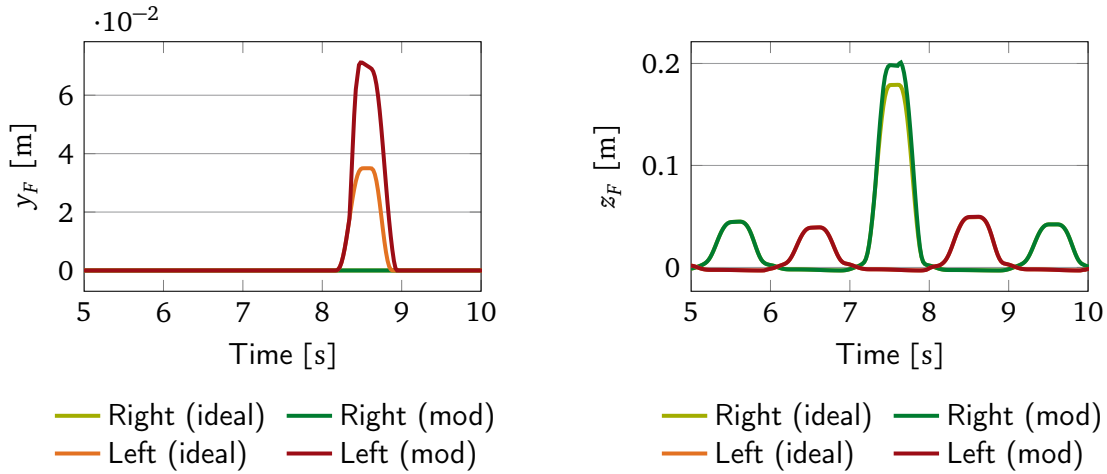 ·10⁻²
6
4
2
0
y_F [m]
5 6 7 8 9 10
Time [s]
Right (ideal) Right (mod)
Left (ideal) Left (mod)
0.2
0.1
0
z_F [m]
5 6 7 8 9 10
Time [s]
Right (ideal) Right (mod)
Left (ideal) Left (mod)